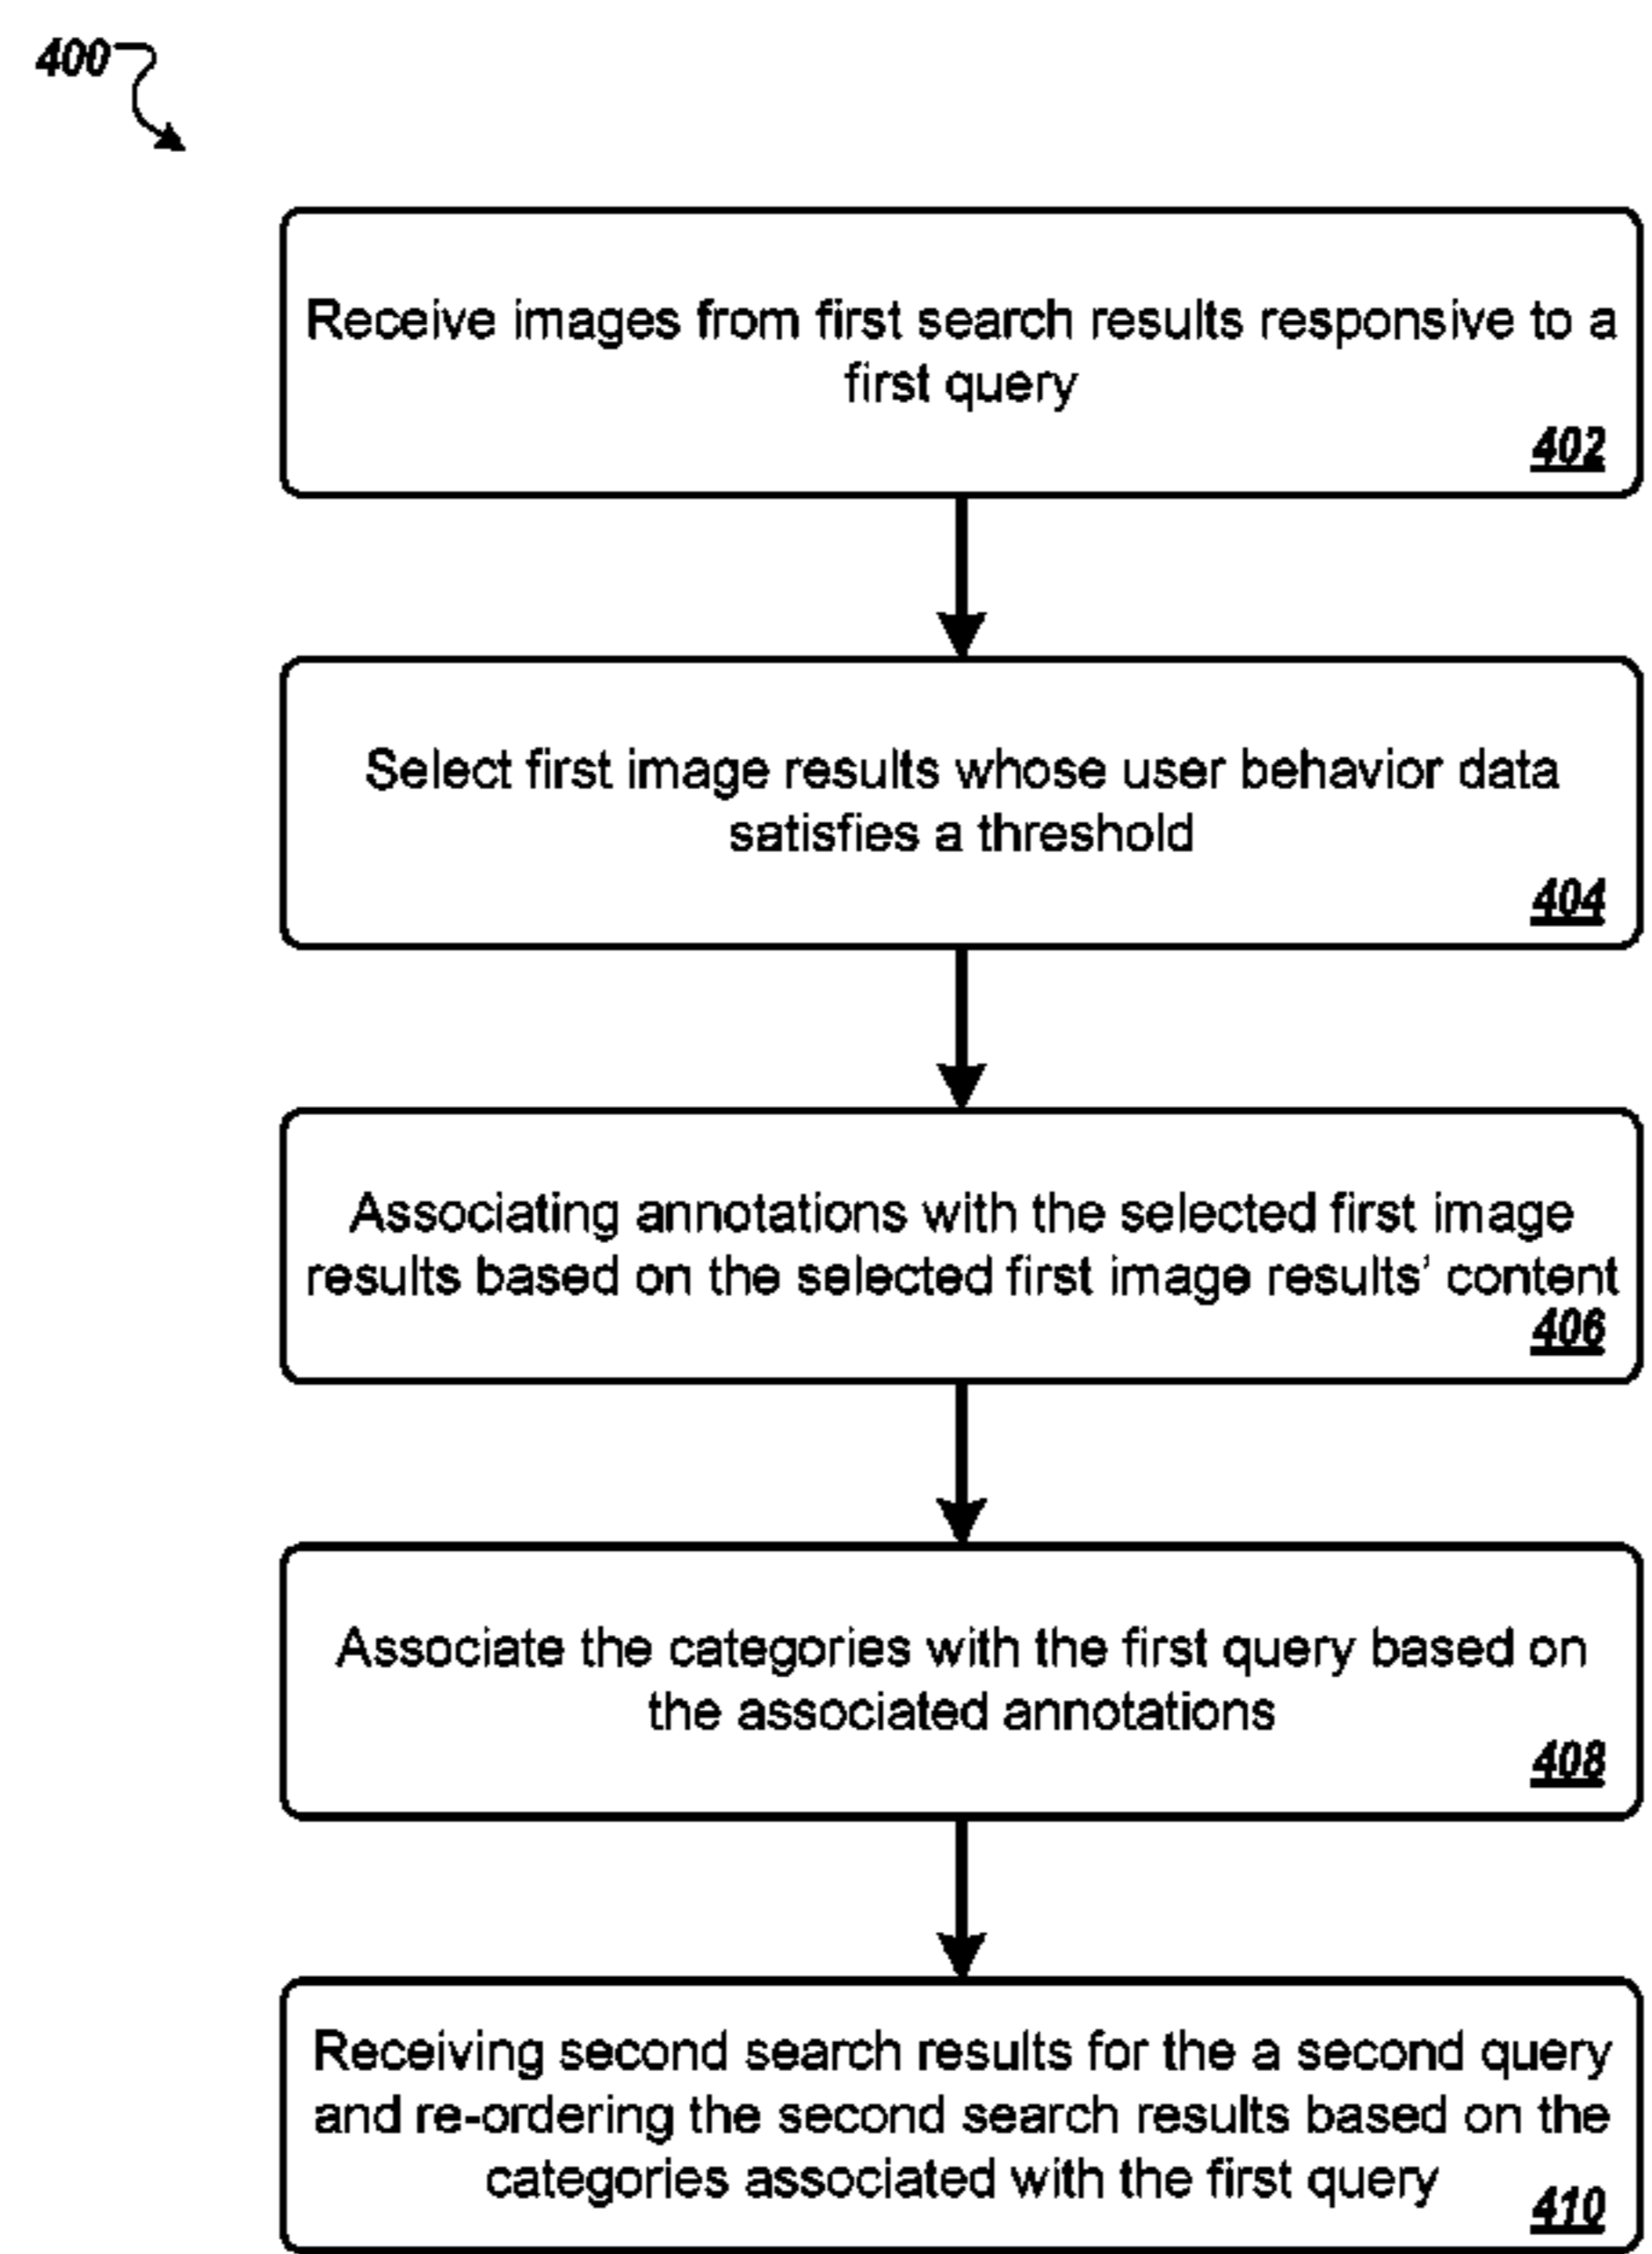 400
Receive images from first search results responsive to a
first query
402
Select first image results whose user behavior data
satisfies a threshold
404
Associating annotations with the selected first image
results based on the selected first image results' content
406
Associate the categories with the first query based on
the associated annotations
408
Receiving second search results for the a second query
and re-ordering the second search results based on the
categories associated with the first query
410